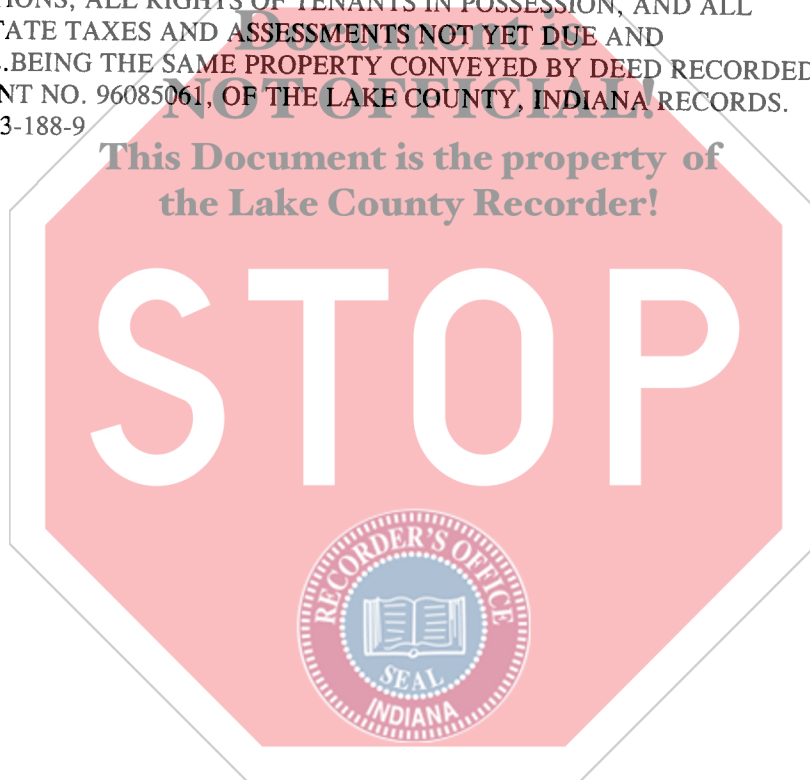 TIONS, ALL RIGHTS OF TENANTS IN POSSESSION, AND ALL
TATE TAXES AND ASSESSMENTS NOT YET DUE AND
.BEING THE SAME PROPERTY CONVEYED BY DEED RECORDED
NT NO. 96085061, OF THE LAKE COUNTY, INDIANA RECORDS.
3-188-9
Document is
NOT OFFICIAL!
This Document is the property of
the Lake County Recorder!
STOP
RECORDER'S OFFICE
SEAL
INDIANA